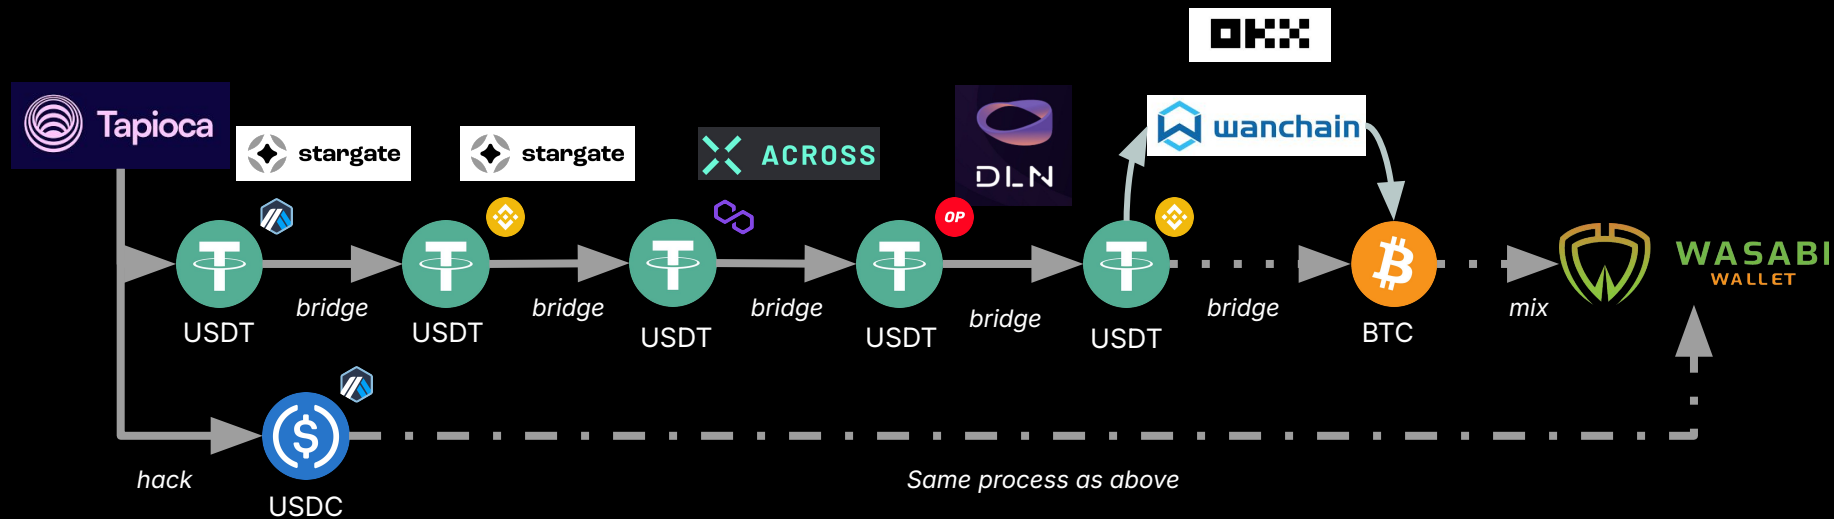 OKX
Tapioca
stargate
stargate
ACROSS
DLN
wanchain
OP
bridge
bridge
bridge
bridge
bridge
mix
USDT
USDT
USDT
USDT
USDT
BTC
WASABI
WALLET
hack
USDC
Same process as above